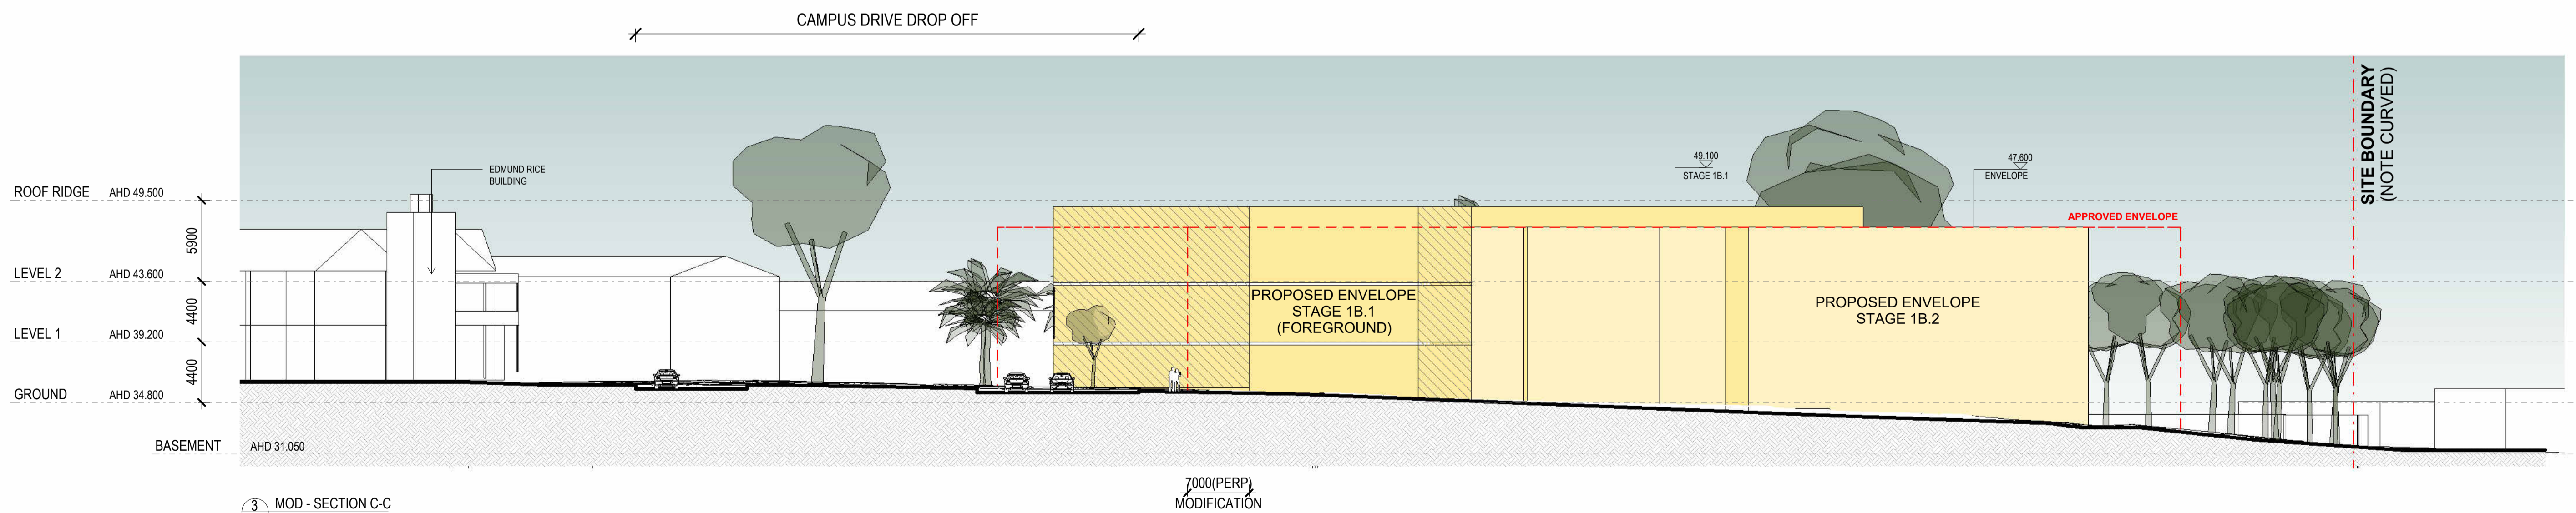 CAMPUS DRIVE DROP OFF
SITE BOUNDARY
(NOTE CURVED)
EDMUND RICE
BUILDING
49.100
STAGE 1B.1
47.600
ENVELOPE
ROOF RIDGE AHD 49.500
APPROVED ENVELOPE
5900
LEVEL 2 AHD 43.600
4400
PROPOSED ENVELOPE
STAGE 1B.1
(FOREGROUND)
PROPOSED ENVELOPE
STAGE 1B.2
LEVEL 1 AHD 39.200
4400
GROUND AHD 34.800
BASEMENT AHD 31.050
7000(PERP)
MODIFICATION
3 MOD - SECTION C-C